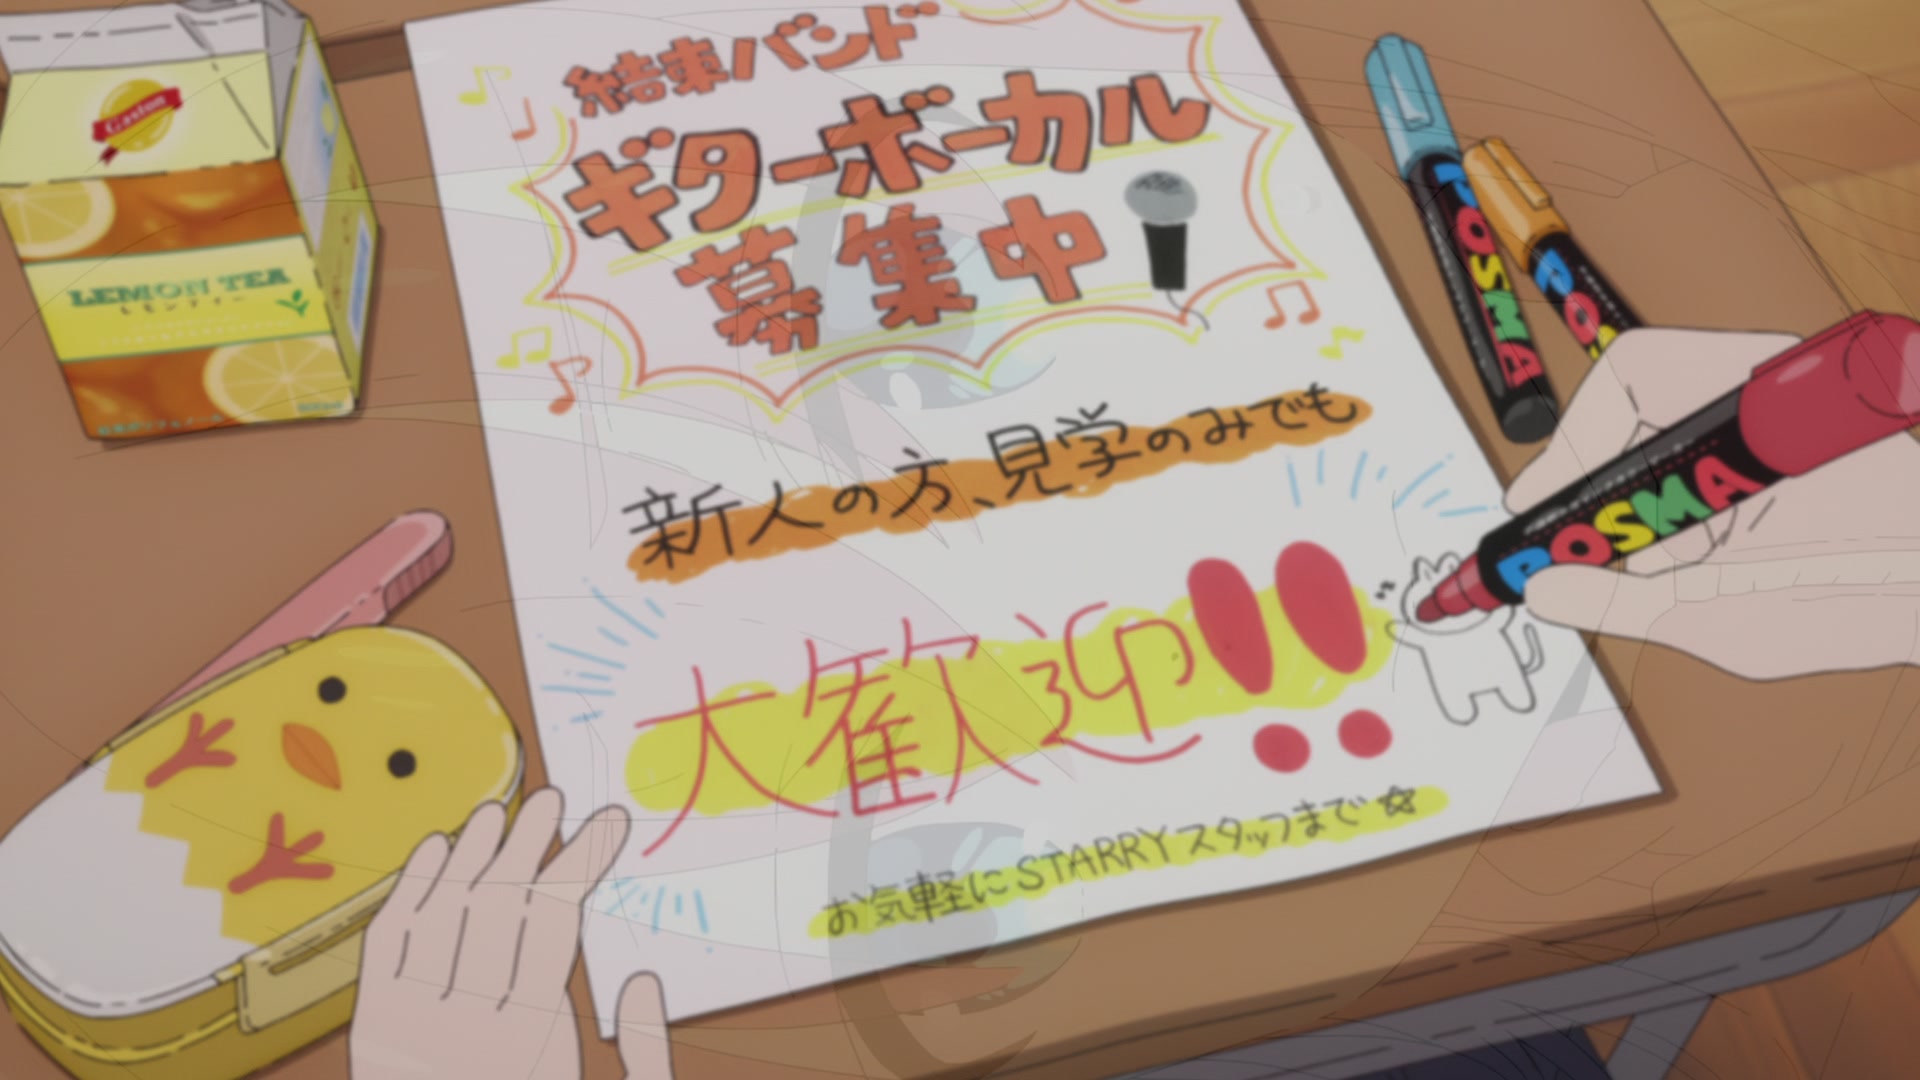 Gaslon
LEMON TEA
レモンティー
結束バンド
ギターボーカル
募集中
新人の方、見学のみでも
大歓迎!!
お気軽にSTARRYスタッフまで☆
POSMA
POS
POSMA